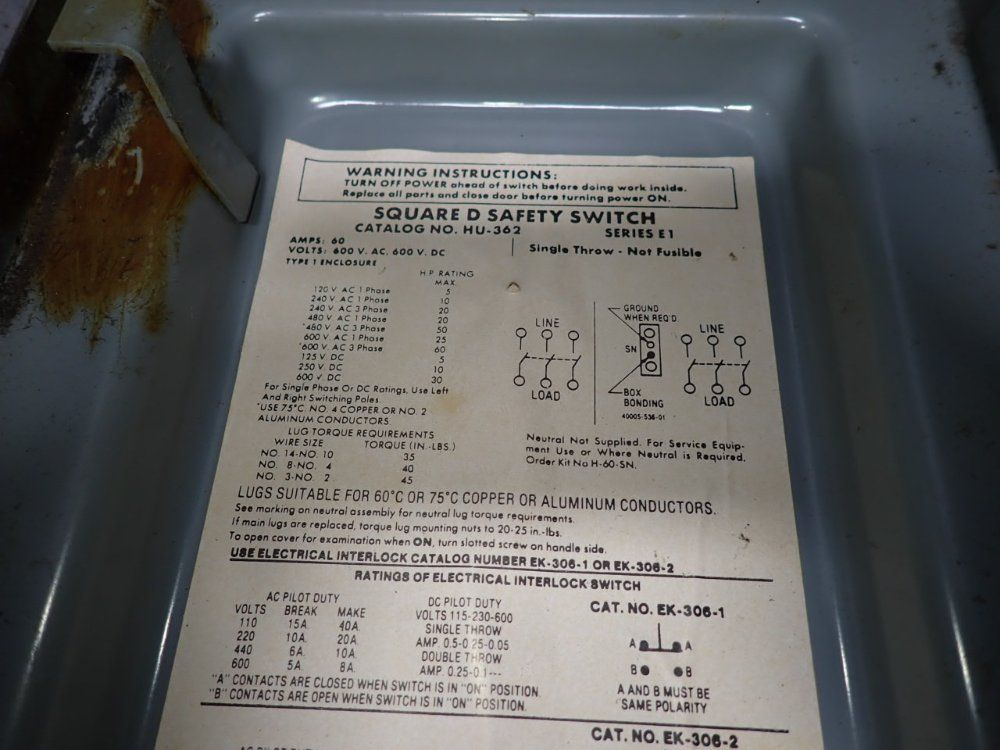 WARNING INSTRUCTIONS:
TURN OFF POWER ahead of switch before doing work inside.
Replace all parts and close door before turning power ON.
SQUARE D SAFETY SWITCH
CATALOG NO. HU-362 SERIES E1
AMPS: 60
VOLTS: 600 V. AC, 600 V. DC
Single Throw - Not Fusible
TYPE 1 ENCLOSURE
H.P. RATING
MAX.
120 V. AC 1 Phase 5
240 V. AC 1 Phase 10
240 V. AC 3 Phase 20
480 V. AC 1 Phase 20
*480 V. AC 3 Phase 50
600 V. AC 1 Phase 25
*600 V. AC 3 Phase 60
125 V. DC 5
250 V. DC 10
600 V. DC 30
For Single Phase Or DC Ratings, Use Left
And Right Switching Poles
*USE 75°C. NO. 4 COPPER OR NO. 2
ALUMINUM CONDUCTORS
LINE
LOAD
GROUND
WHEN REQ'D.
SN
BOX
BONDING
40005-536-01
LINE
LOAD
LUG TORQUE REQUIREMENTS
WIRE SIZE TORQUE (IN.-LBS.)
NO. 14-NO. 10 35
NO. 8-NO. 4 40
NO. 3-NO. 2 45
Neutral Not Supplied. For Service Equip-
ment Use or Where Neutral is Required,
Order Kit No H-60-SN.
LUGS SUITABLE FOR 60°C OR 75°C COPPER OR ALUMINUM CONDUCTORS.
See marking on neutral assembly for neutral lug torque requirements.
If main lugs are replaced, torque lug mounting nuts to 20-25 in.-lbs.
To open cover for examination when ON, turn slotted screw on handle side.
USE ELECTRICAL INTERLOCK CATALOG NUMBER EK-306-1 OR EK-306-2
RATINGS OF ELECTRICAL INTERLOCK SWITCH
AC PILOT DUTY
VOLTS BREAK MAKE
110 15A. 40A.
220 10A. 20A.
440 6A. 10A.
600 5A. 8A.
DC PILOT DUTY
VOLTS 115-230-600
SINGLE THROW
AMP. 0.5-0.25-0.05
DOUBLE THROW
AMP. 0.25-0.1---
CAT. NO. EK-306-1
A A
B B
A AND B MUST BE
SAME POLARITY
"A" CONTACTS ARE CLOSED WHEN SWITCH IS IN "ON" POSITION
"B" CONTACTS ARE OPEN WHEN SWITCH IS IN "ON" POSITION.
CAT. NO. EK-306-2